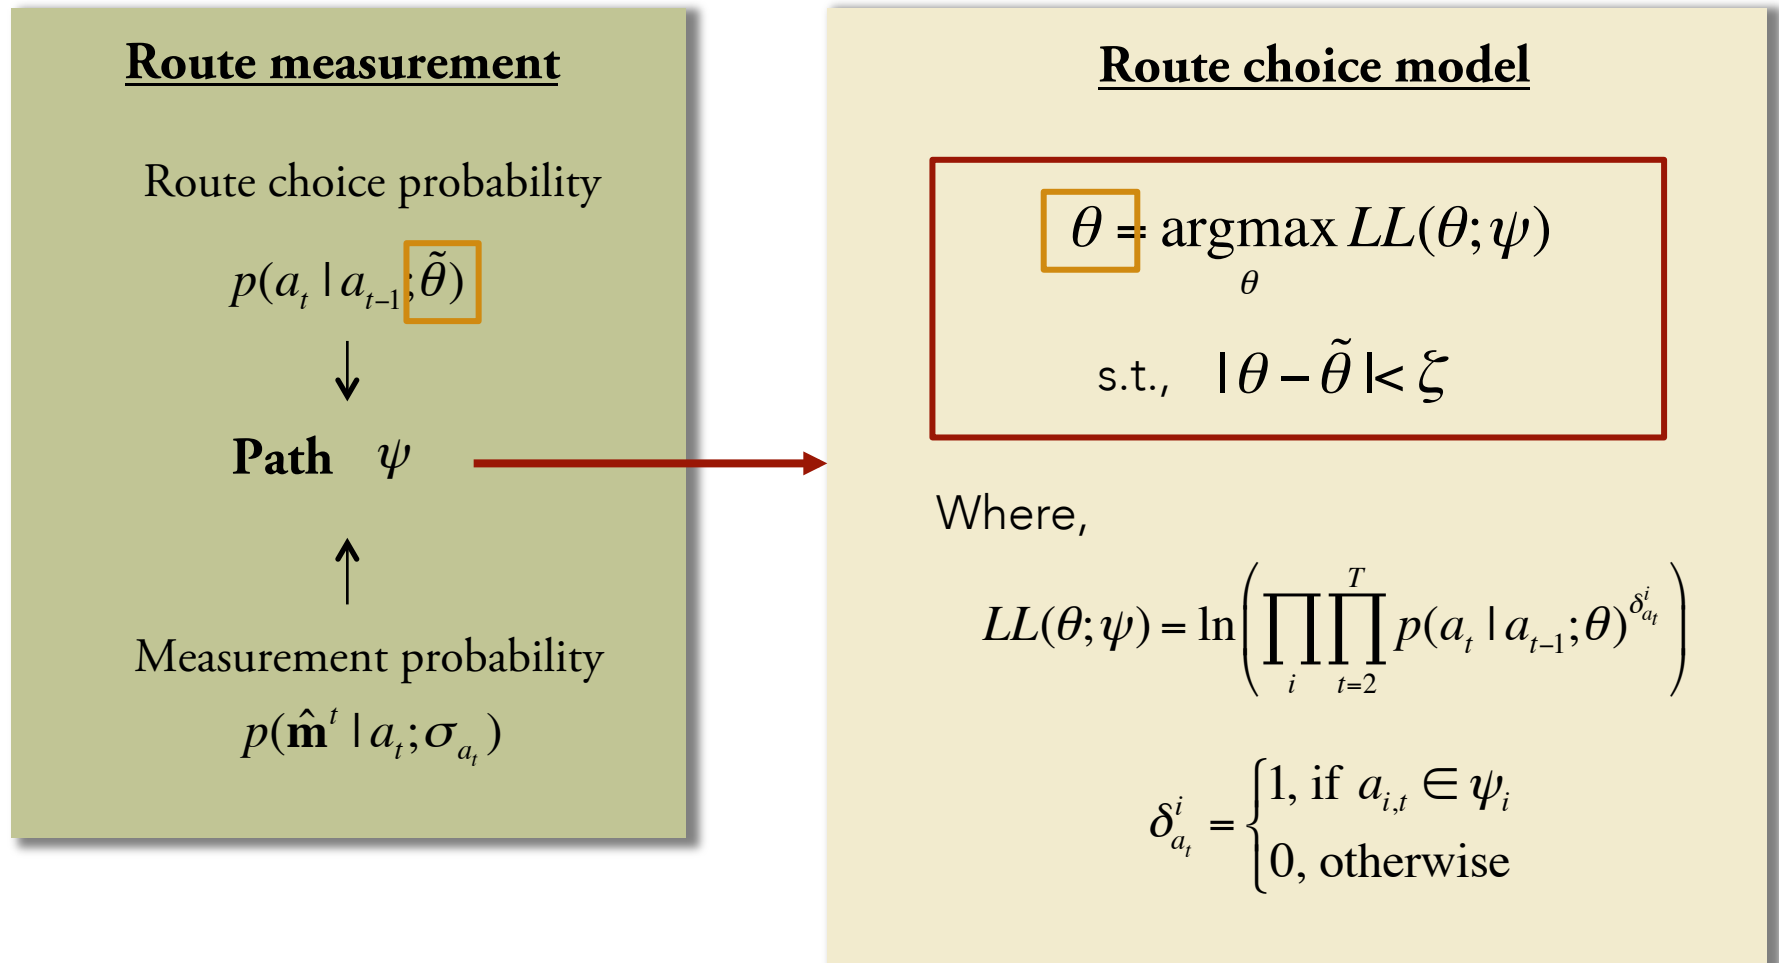 Route measurement
Route choice probability
p(a_t | a_{t−1}; θ̃)
Path ψ
Measurement probability
p(m̂^t | a_t; σ_{a_t})
Route choice model
θ = argmax LL(θ; ψ)
θ
s.t., | θ − θ̃ | < ζ
Where,
LL(θ; ψ) = ln( ∏_i ∏_{t=2}^T p(a_t | a_{t−1}; θ)^{δ^i_{a_t}} )
δ^i_{a_t} = { 1, if a_{i,t} ∈ ψ_i
0, otherwise